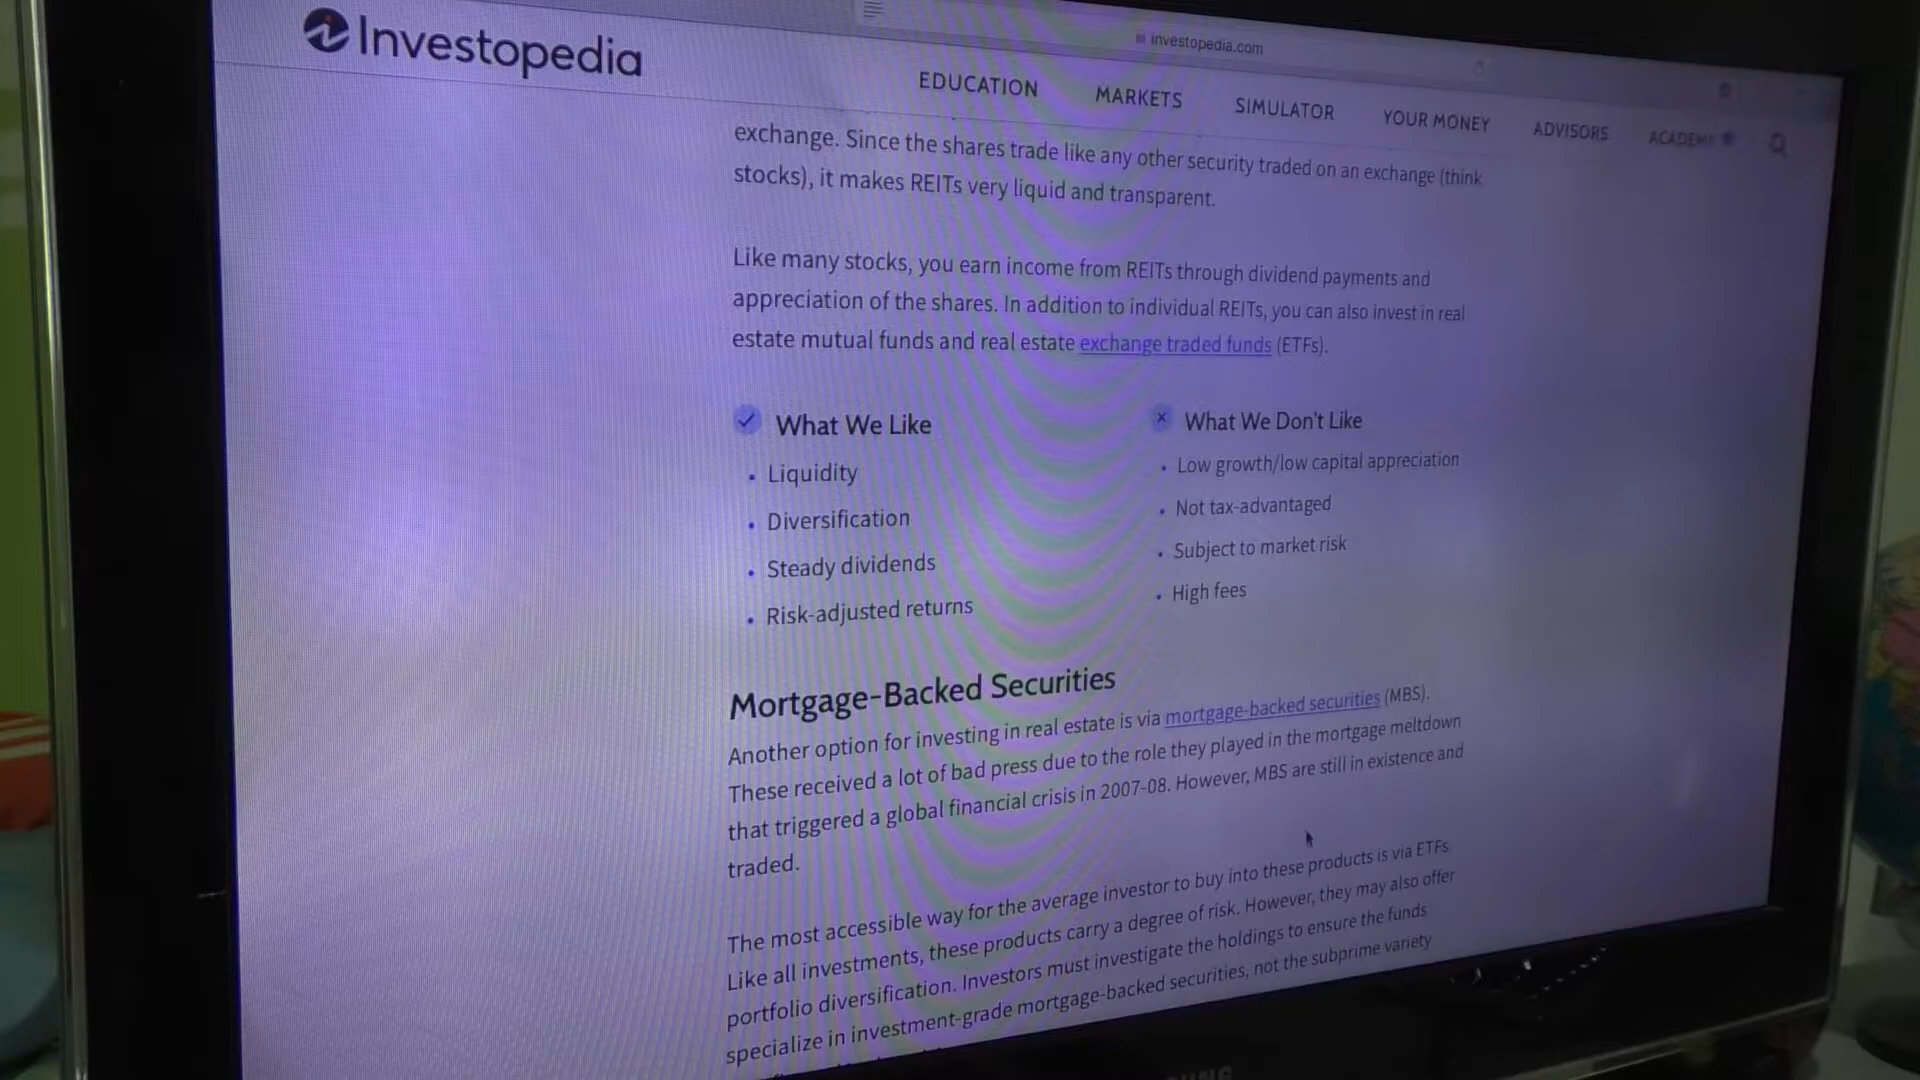 Investopedia
investopedia.com
EDUCATION MARKETS SIMULATOR YOUR MONEY ADVISORS ACADEMY
exchange. Since the shares trade like any other security traded on an exchange (think
stocks), it makes REITs very liquid and transparent.
Like many stocks, you earn income from REITs through dividend payments and
appreciation of the shares. In addition to individual REITs, you can also invest in real
estate mutual funds and real estate exchange traded funds (ETFs).
What We Like
Liquidity
Diversification
Steady dividends
Risk-adjusted returns
What We Don't Like
Low growth/low capital appreciation
Not tax-advantaged
Subject to market risk
High fees
Mortgage-Backed Securities
Another option for investing in real estate is via mortgage-backed securities (MBS).
These received a lot of bad press due to the role they played in the mortgage meltdown
that triggered a global financial crisis in 2007-08. However, MBS are still in existence and
traded.
The most accessible way for the average investor to buy into these products is via ETFs.
Like all investments, these products carry a degree of risk. However, they may also offer
portfolio diversification. Investors must investigate the holdings to ensure the funds
specialize in investment-grade mortgage-backed securities, not the subprime variety